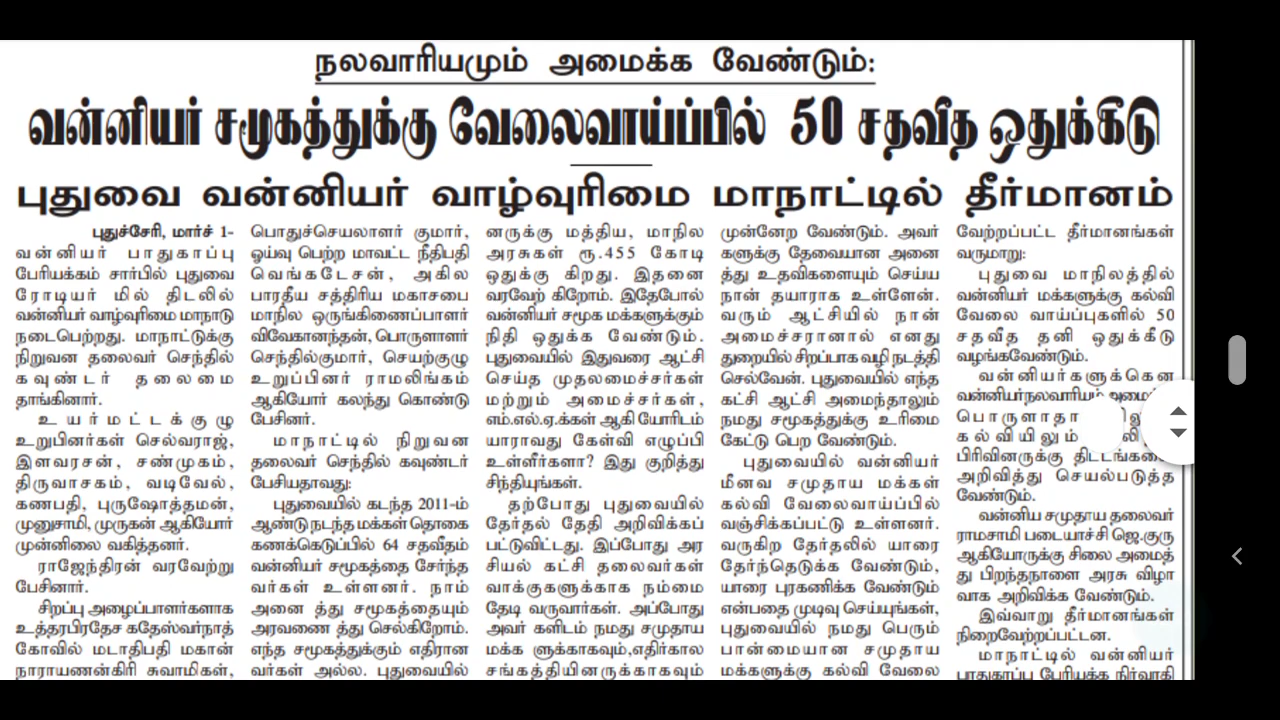 நலவாரியமும் அமைக்க வேண்டும்:
வன்னியர் சமூகத்துக்கு வேலைவாய்ப்பில் 50 சதவீத ஒதுக்கீடு
புதுவை வன்னியர் வாழ்வுரிமை மாநாட்டில் தீர்மானம்
புதுச்சேரி, மார்ச் 1-
வன்னியர் பாதுகாப்பு
பேரியக்கம் சார்பில் புதுவை
ரோடியர் மில் திடலில்
வன்னியர் வாழ்வுரிமை மாநாடு
நடைபெற்றது. மாநாட்டுக்கு
நிறுவன தலைவர் செந்தில்
கவுண்டர் தலைமை
தாங்கினார்.
உயர்மட்டக்குழு
உறுப்பினர்கள் செல்வராஜ்,
இளவரசன், சண்முகம்,
திருவாசகம், வடிவேல்,
கணபதி, புருஷோத்தமன்,
முனுசாமி, முருகன் ஆகியோர்
முன்னிலை வகித்தனர்.
ராஜேந்திரன் வரவேற்று
பேசினார்.
சிறப்பு அழைப்பாளர்களாக
உத்தரபிரதேச கதேஸ்வர்நாத்
கோவில் மடாதிபதி மகான்
நாராயணன்கிரி சுவாமிகள்,
பொதுச்செயலாளர் குமார்,
ஓய்வு பெற்ற மாவட்ட நீதிபதி
வெங்கடேசன், அகில
பாரதீய சத்திரிய மகாசபை
மாநில ஒருங்கிணைப்பாளர்
விவேகானந்தன், பொருளாளர்
செந்தில்குமார், செயற்குழு
உறுப்பினர் ராமலிங்கம்
ஆகியோர் கலந்து கொண்டு
பேசினர்.
மாநாட்டில் நிறுவன
தலைவர் செந்தில் கவுண்டர்
பேசியதாவது:
புதுவையில் கடந்த 2011-ம்
ஆண்டு நடந்த மக்கள் தொகை
கணக்கெடுப்பில் 64 சதவீதம்
வன்னியர் சமூகத்தை சேர்ந்த
வர்கள் உள்ளனர். நாம்
அனை த்து சமூகத்தையும்
அரவணை த்து செல்கிறோம்.
எந்த சமூகத்துக்கும் எதிரான
வர்கள் அல்ல. புதுவையில்
னருக்கு மத்திய, மாநில
அரசுகள் ரூ.455 கோடி
ஒதுக்கு கிறது. இதனை
வரவேற் கிறோம். இதேபோல்
வன்னியர் சமூக மக்களுக்கும்
நிதி ஒதுக்க வேண்டும்.
புதுவையில் இதுவரை ஆட்சி
செய்த முதலமைச்சர்கள்
மற்றும் அமைச்சர்கள்,
எம்.எல்.ஏ.க்கள் ஆகி யோரிடம்
யாராவது கேள்வி எழுப்பி
உள்ளீர்களா? இது குறித்து
சிந்தியுங்கள்.
தற்போது புதுவையில்
தேர்தல் தேதி அறிவிக்கப்
பட்டுவிட்டது. இப்போது அர
சியல் கட்சி தலைவர்கள்
வாக்குகளுக்காக நம்மை
தேடி வருவார்கள். அப்போது
அவர் களிடம் நமது சமுதாய
மக்க ளுக்காகவும்,எதிர்கால
சங்கத்தியினருக்காகவும்
முன்னேற வேண்டும். அவர்
களுக்கு தேவையான அனை
த்து உதவிகளையும் செய்ய
நான் தயாராக உள்ளேன்.
வரும் ஆட்சியில் நான்
அமைச்சரானால் எனது
துறையில் சிறப்பாக வழி நடத்தி
செல்வேன். புதுவையில் எந்த
கட்சி ஆட்சி அமைந்தாலும்
நமது சமூகத்துக்கு உரிமை
கேட்டு பெற வேண்டும்.
புதுவையில் வன்னியர்
மீனவ சமுதாய மக்கள்
கல்வி வேலைவாய்ப்பில்
வஞ்சிக்கப்பட்டு உள்ளனர்.
வருகிற தேர்தலில் யாரை
தேர்ந்தெடுக்க வேண்டும்,
யாரை புரகணிக்க வேண்டும்
என்பதை முடிவு செய்யுங்கள்,
புதுவையில் நமது பெரும்
பான்மையான சமுதாய
மக்களுக்கு கல்வி வேலை
வேற்றப்பட்ட தீர்மானங்கள்
வருமாறு:
புதுவை மாநிலத்தில்
வன்னியர் மக்களுக்கு கல்வி
வேலை வாய்ப்புகளில் 50
சதவீத தனி ஒதுக்கீடு
வழங்கவேண்டும்.
வன்னியர்களுக்கென
வன்னியர்நலவாரியம்
கல்வியிலும்
பிரிவினருக்கு
அறிவித்து செயல்படுத்த
வேண்டும்.
வன்னிய சமுதாய தலைவர்
ராமசாமி படையாச்சி ஜெ.குரு
ஆகியோருக்கு சிலை அமைத்
து பிறந்தநாளை அரசு விழா
வாக அறிவிக்க வேண்டும்.
இவ்வாறு தீர்மானங்கள்
நிறைவேற்றப்பட்டன.
மாநாட்டில் வன்னியர்
பாதுகாப்பு பேரியக்க நிர்வாகி